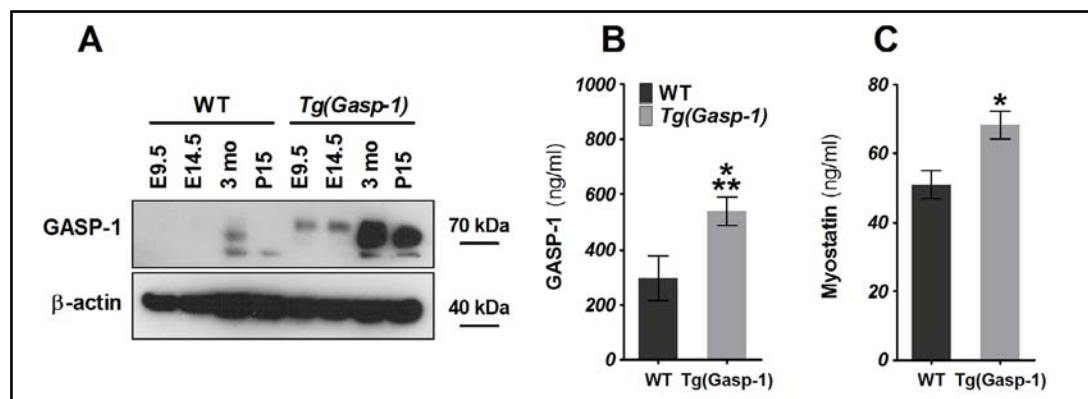 A
WT Tg(Gasp-1)
E9.5 E14.5 3 mo P15 E9.5 E14.5 3 mo P15
GASP-1
70 kDa
β-actin
40 kDa
B
GASP-1 (ng/ml)
1000
800
600
400
200
0
WT
Tg(Gasp-1)
*
**
WT Tg(Gasp-1)
C
Myostatin (ng/ml)
80
60
40
20
0
*
WT Tg(Gasp-1)